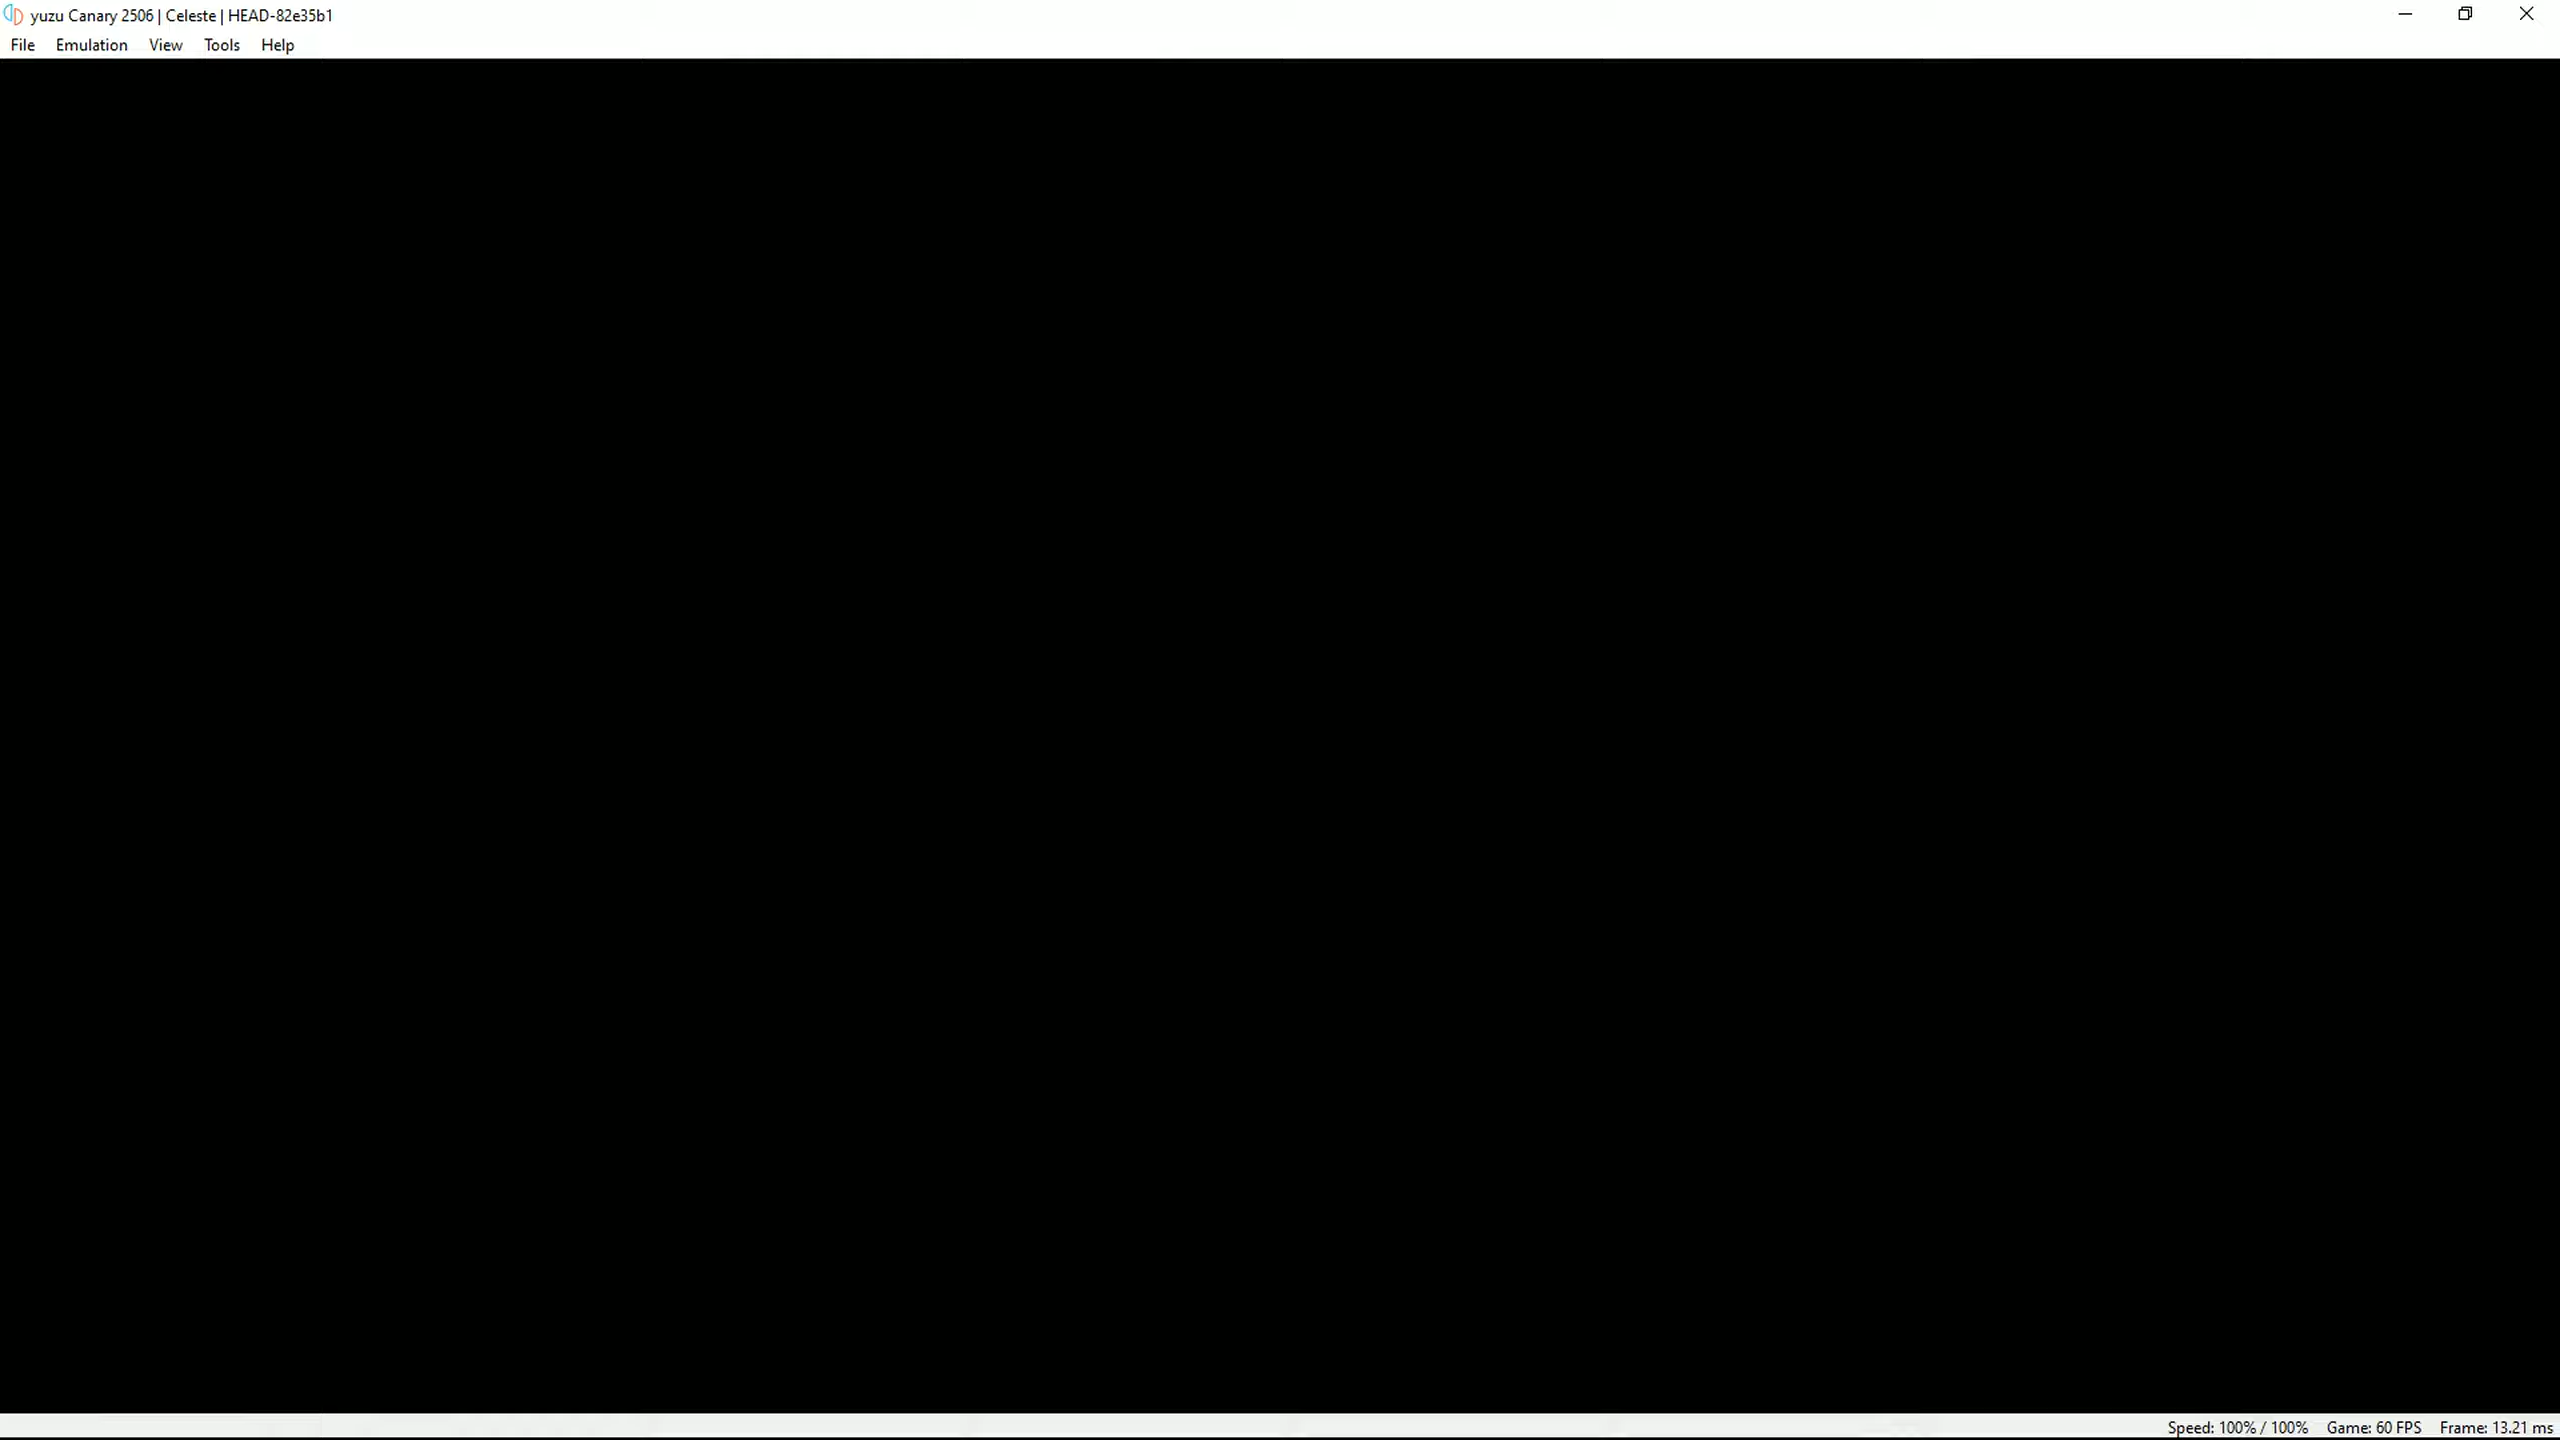 yuzu Canary 2506 | Celeste | HEAD-82e35b1
File Emulation View Tools Help
Speed: 100% / 100% Game: 60 FPS Frame: 13.21 ms